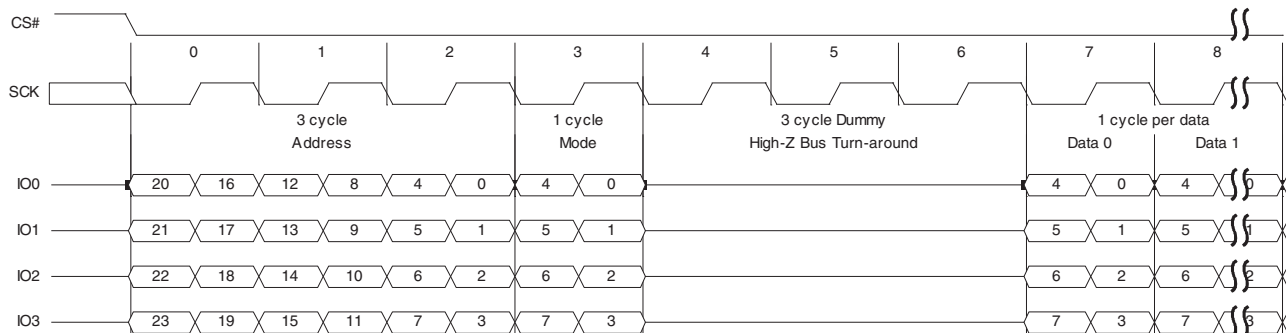 CS#
0 1 2 3 4 5 6 7 8
SCK
3 cycle 1 cycle 3 cycle Dummy 1 cycle per data
Address Mode High-Z Bus Turn-around Data 0 Data 1
IO0 20 16 12 8 4 0 4 0 4 0 4 0
IO1 21 17 13 9 5 1 5 1 5 1 5 1
IO2 22 18 14 10 6 2 6 2 6 2 6 2
IO3 23 19 15 11 7 3 7 3 7 3 7 3